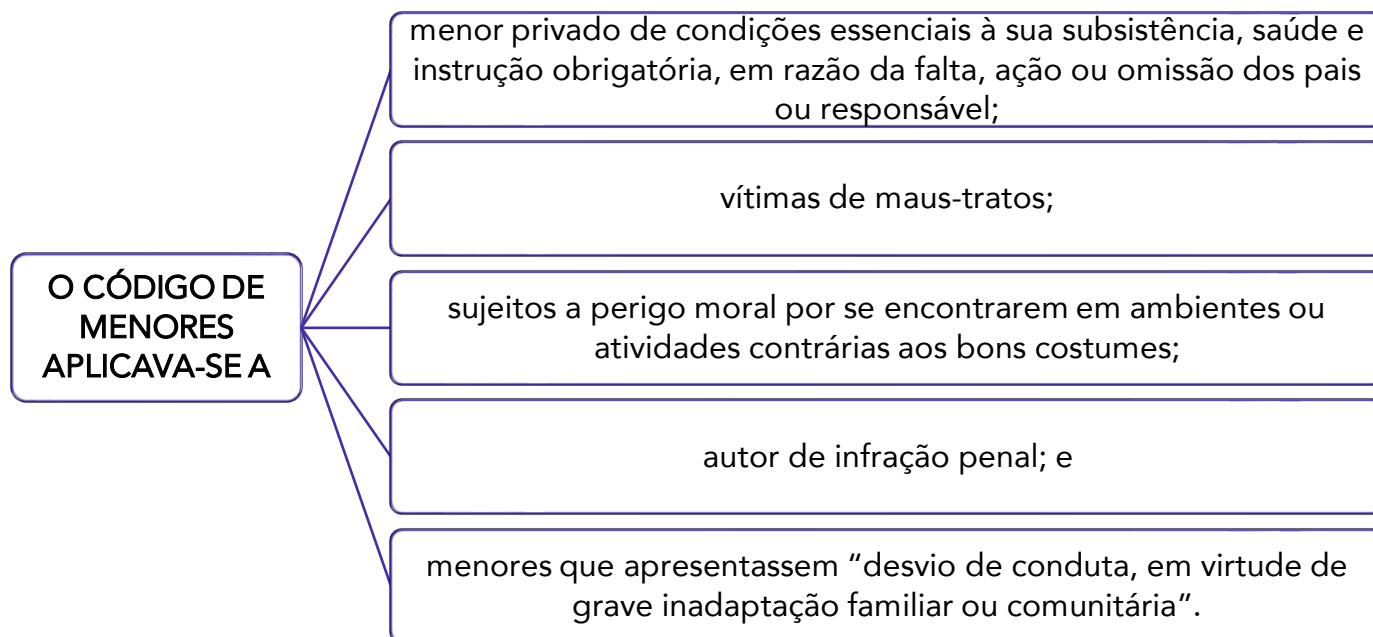 menor privado de condições essenciais à sua subsistência, saúde e
instrução obrigatória, em razão da falta, ação ou omissão dos pais
ou responsável;
vítimas de maus-tratos;
O CÓDIGO DE
MENORES
APLICAVA-SE A
sujeitos a perigo moral por se encontrarem em ambientes ou
atividades contrárias aos bons costumes;
autor de infração penal; e
menores que apresentassem “desvio de conduta, em virtude de
grave inadaptação familiar ou comunitária”.